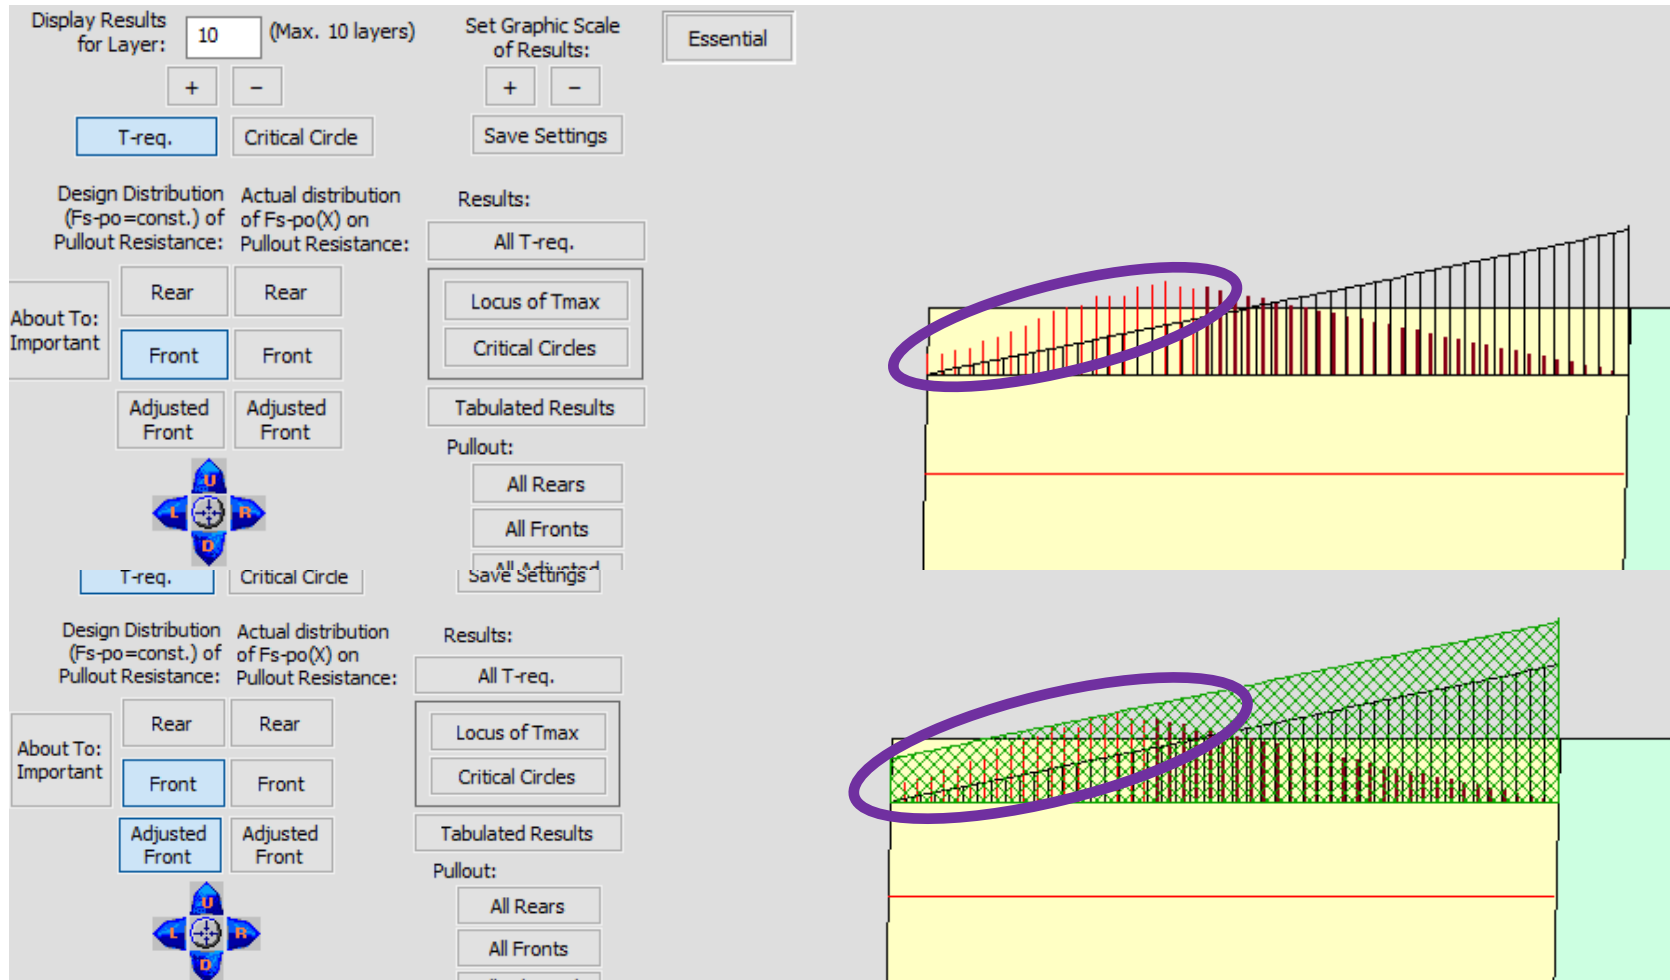 Display Results
for Layer:
10
(Max. 10 layers)
Set Graphic Scale
of Results:
Essential
+
−
+
−
T-req.
Critical Circle
Save Settings
Design Distribution
(Fs-po=const.) of
Pullout Resistance:
Actual distribution
of Fs-po(X) on
Pullout Resistance:
Results:
All T-req.
Rear
Rear
Locus of Tmax
About To:
Important
Front
Front
Critical Circles
Adjusted
Front
Adjusted
Front
Tabulated Results
Pullout:
U
L
R
D
All Rears
All Fronts
All Adjusted
T-req.
Critical Circle
Save Settings
Design Distribution
(Fs-po=const.) of
Pullout Resistance:
Actual distribution
of Fs-po(X) on
Pullout Resistance:
Results:
All T-req.
Rear
Rear
Locus of Tmax
About To:
Important
Front
Front
Critical Circles
Adjusted
Front
Adjusted
Front
Tabulated Results
Pullout:
U
L
R
D
All Rears
All Fronts